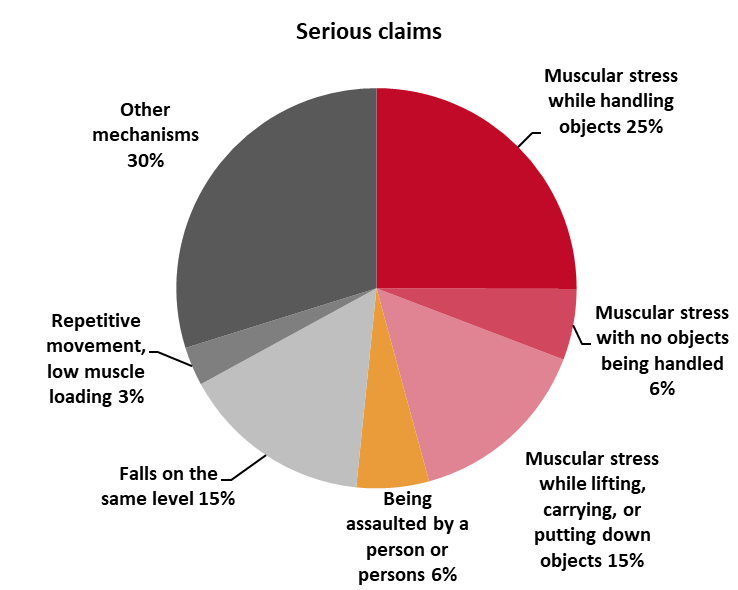 Serious claims
Muscular stress
while handling
objects 25%
Muscular stress
with no objects
being handled
6%
Muscular stress
while lifting,
carrying, or
putting down
objects 15%
Being
assaulted by a
person or
persons 6%
Falls on the
same level 15%
Repetitive
movement,
low muscle
loading 3%
Other
mechanisms
30%